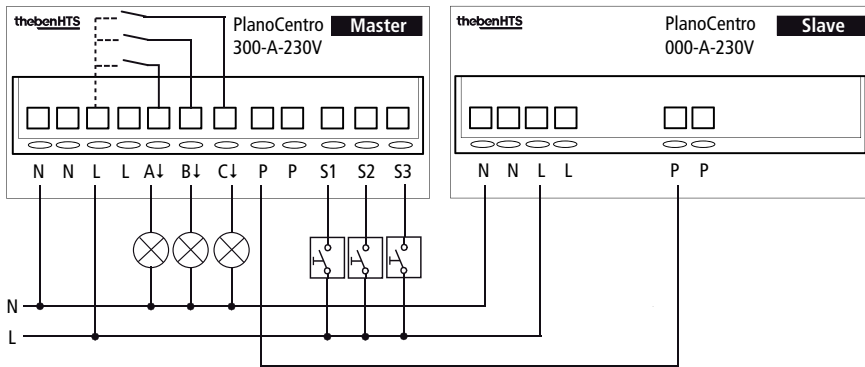 thebenHTS
PlanoCentro Master
300-A-230V
thebenHTS
PlanoCentro Slave
000-A-230V
N N L L A↓ B↓ C↓ P P S1 S2 S3
N N L L P P
N
L